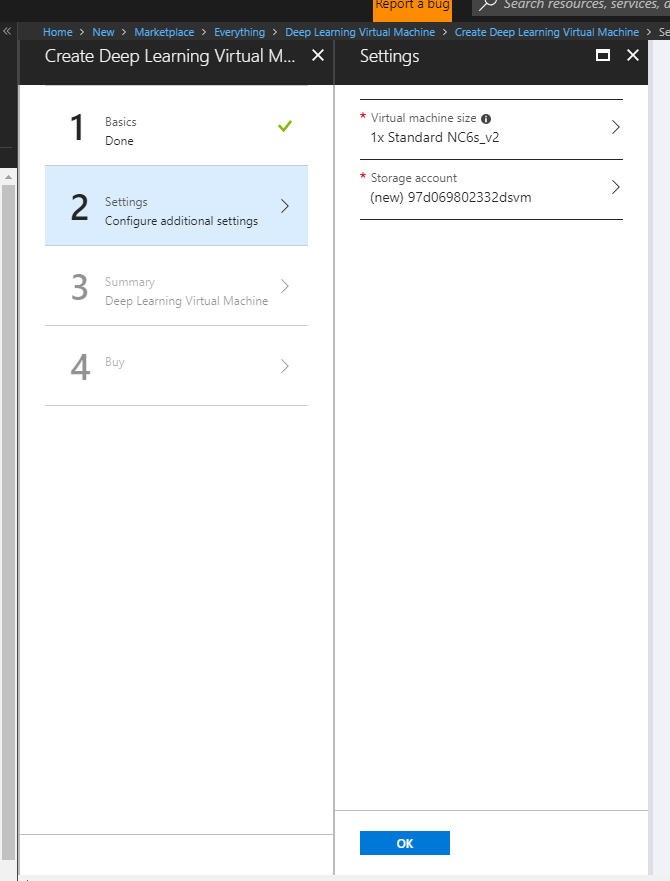 Report a bug
Search resources, services, 
Home > New > Marketplace > Everything > Deep Learning Virtual Machine > Create Deep Learning Virtual Machine > Se
Create Deep Learning Virtual M...
Settings
1
Basics
Done
2
Settings
Configure additional settings
3
Summary
Deep Learning Virtual Machine
4
Buy
* Virtual machine size
1x Standard NC6s_v2
* Storage account
(new) 97d069802332dsvm
OK